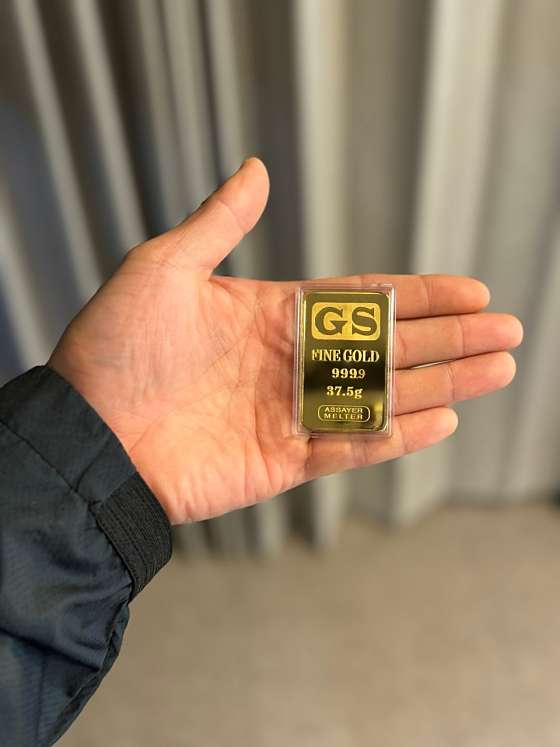 GS
FINE GOLD
999.9
37.5g
ASSAYER
MELTER